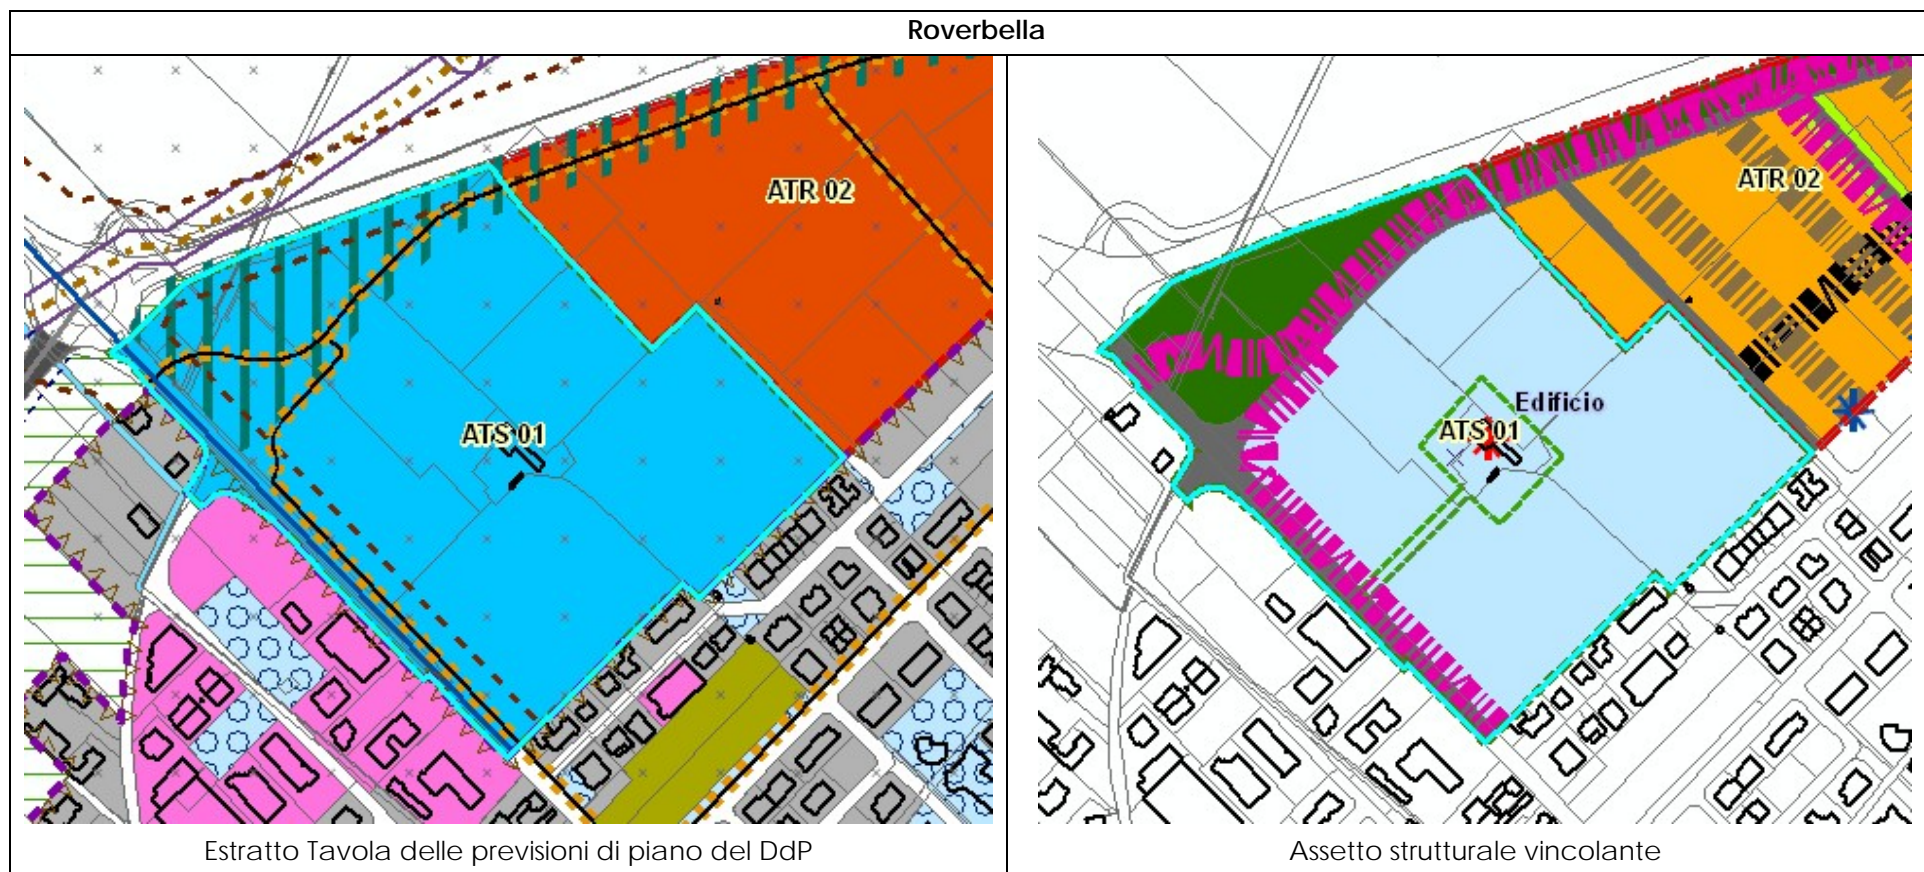 Roverbella
ATR 02
ATS 01
ATR 02
Edificio
ATS 01
Estratto Tavola delle previsioni di piano del DdP
Assetto strutturale vincolante